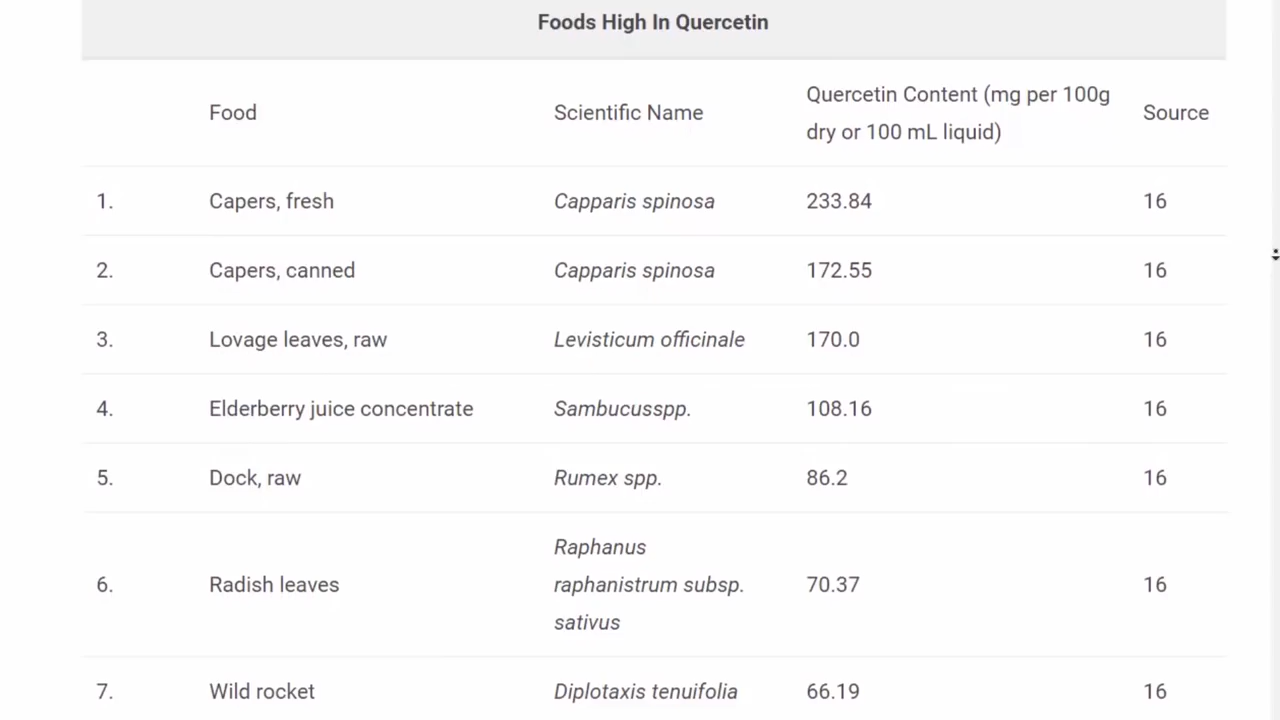 Foods High In Quercetin
Food Scientific Name Quercetin Content (mg per 100g dry or 100 mL liquid) Source
1. Capers, fresh Capparis spinosa 233.84 16
2. Capers, canned Capparis spinosa 172.55 16
3. Lovage leaves, raw Levisticum officinale 170.0 16
4. Elderberry juice concentrate Sambucusspp. 108.16 16
5. Dock, raw Rumex spp. 86.2 16
6. Radish leaves Raphanus raphanistrum subsp. sativus 70.37 16
7. Wild rocket Diplotaxis tenuifolia 66.19 16